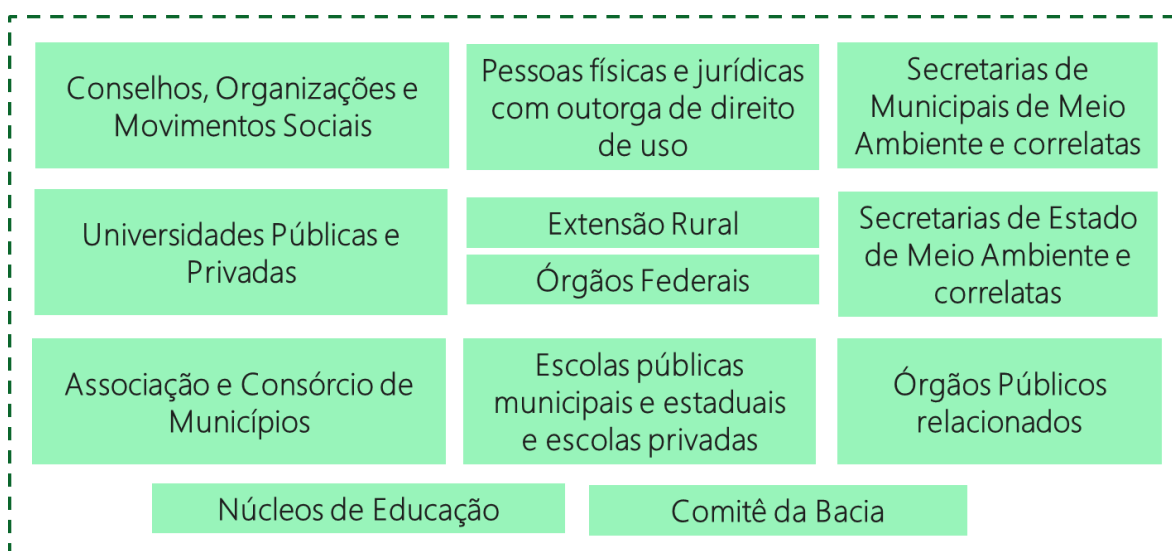 Conselhos, Organizações e
Movimentos Sociais
Pessoas físicas e jurídicas
com outorga de direito
de uso
Secretarias de
Municipais de Meio
Ambiente e correlatas
Universidades Públicas e
Privadas
Extensão Rural
Órgãos Federais
Secretarias de Estado
de Meio Ambiente e
correlatas
Associação e Consórcio de
Municípios
Escolas públicas
municipais e estaduais
e escolas privadas
Órgãos Públicos
relacionados
Núcleos de Educação
Comitê da Bacia